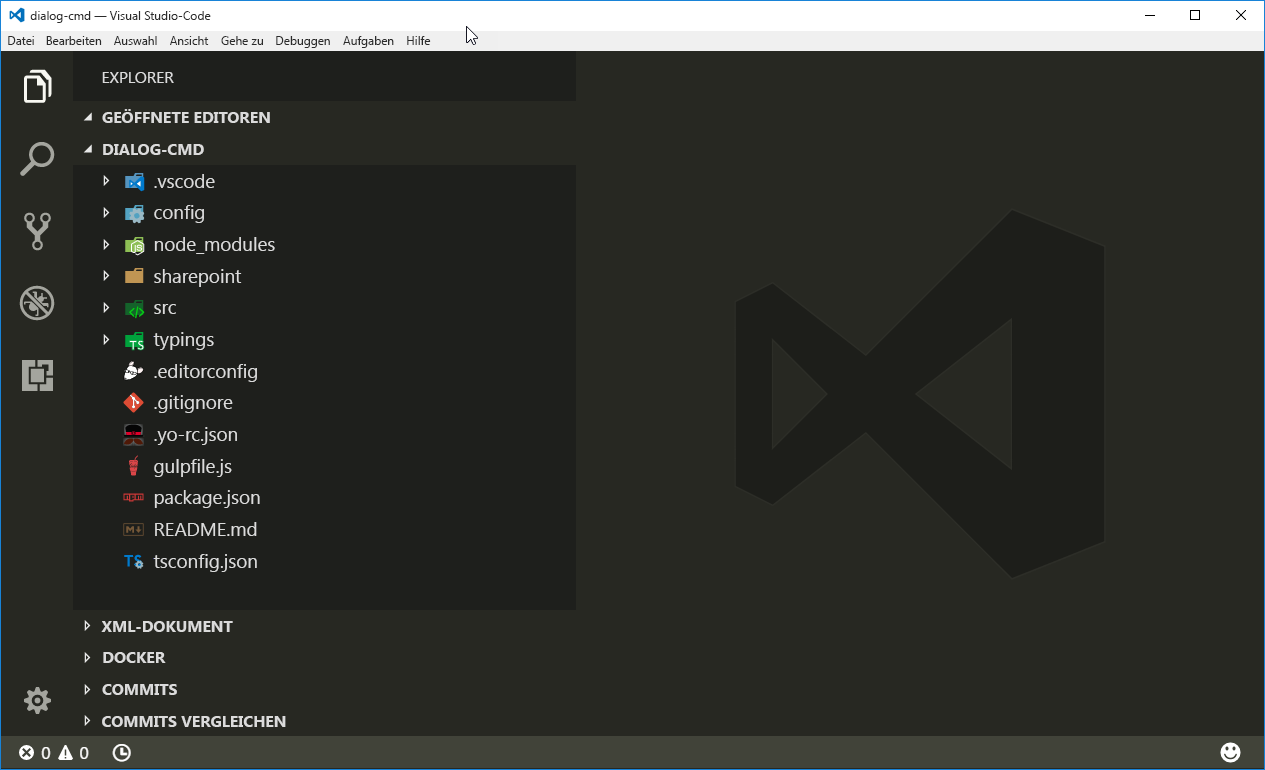 dialog-cmd — Visual Studio-Code
Datei Bearbeiten Auswahl Ansicht Gehe zu Debuggen Aufgaben Hilfe
EXPLORER
GEÖFFNETE EDITOREN
DIALOG-CMD
.vscode
config
node_modules
sharepoint
src
typings
.editorconfig
.gitignore
.yo-rc.json
gulpfile.js
package.json
README.md
tsconfig.json
XML-DOKUMENT
DOCKER
COMMITS
COMMITS VERGLEICHEN
0 0